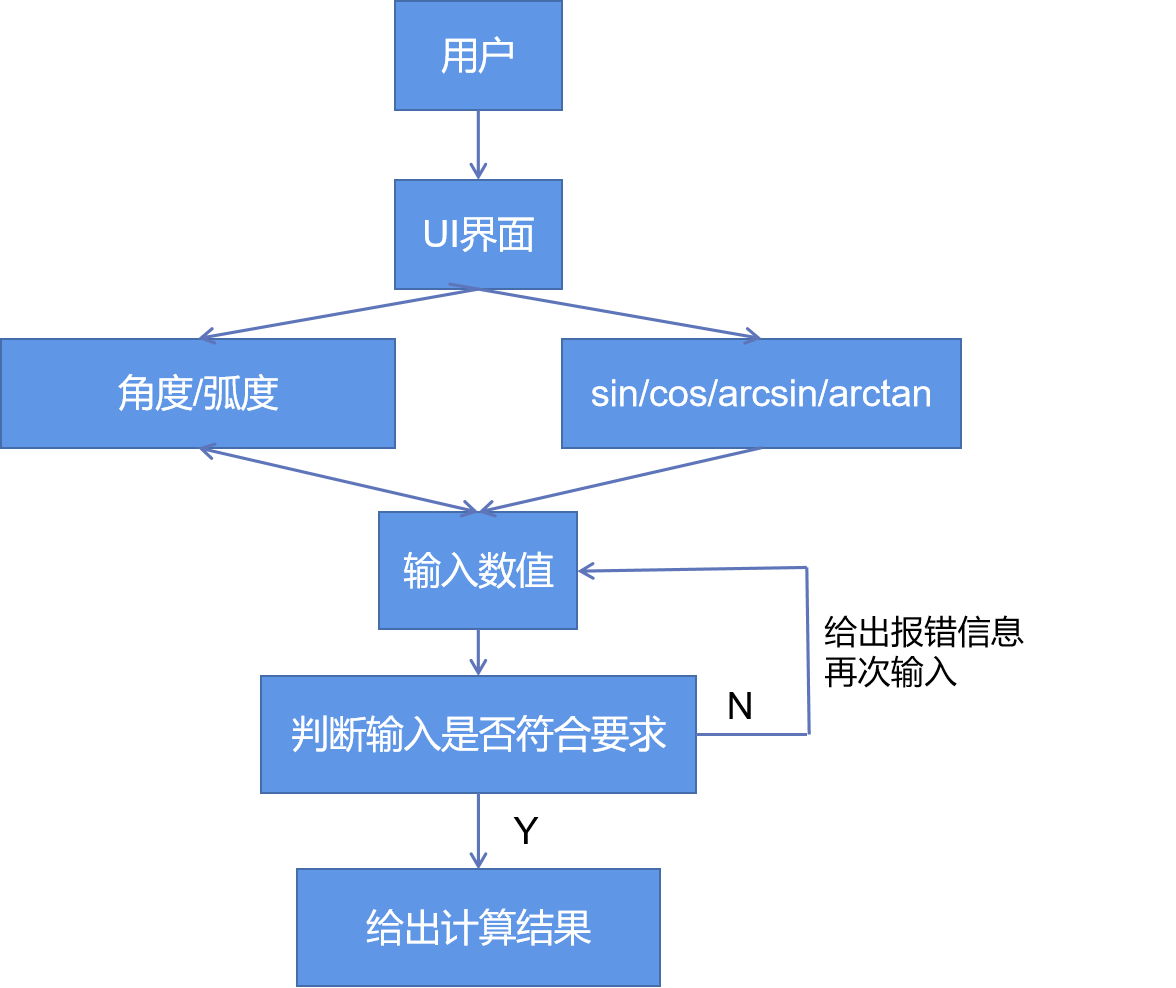 用户
UI界面
角度/弧度
sin/cos/arcsin/arctan
输入数值
给出报错信息
再次输入
N
判断输入是否符合要求
Y
给出计算结果